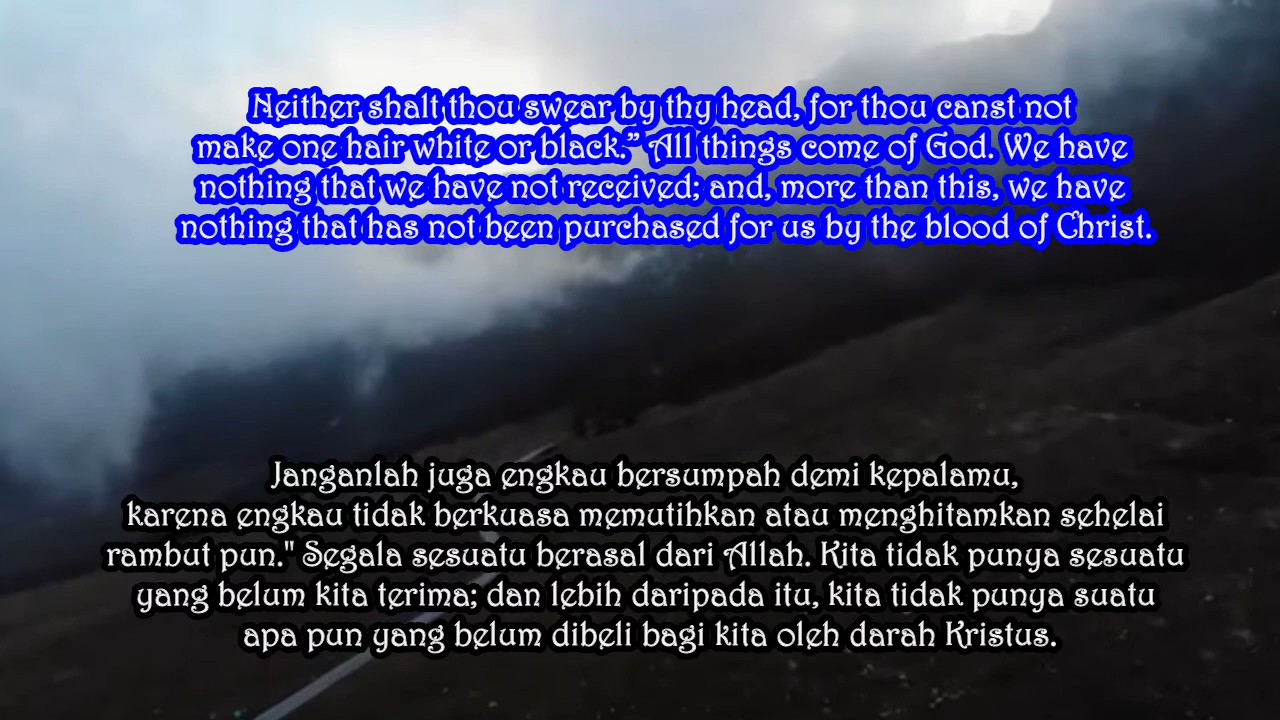 Neither shalt thou swear by thy head, for thou canst not
make one hair white or black.” All things come of God. We have
nothing that we have not received; and, more than this, we have
nothing that has not been purchased for us by the blood of Christ.
Janganlah juga engkau bersumpah demi kepalamu,
karena engkau tidak berkuasa memutihkan atau menghitamkan sehelai
rambut pun." Segala sesuatu berasal dari Allah. Kita tidak punya sesuatu
yang belum kita terima; dan lebih daripada itu, kita tidak punya suatu
apa pun yang belum dibeli bagi kita oleh darah Kristus.